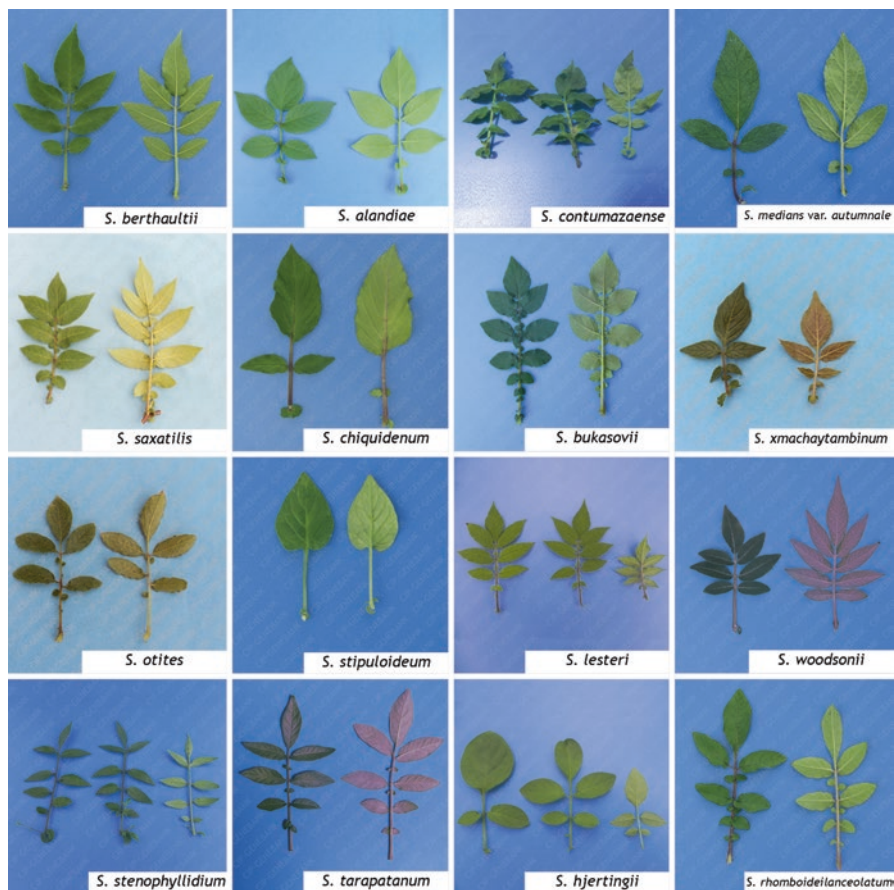 S. berthaultii
S. alandiae
S. contumazaense
S. medians var. autumnale
S. saxatilis
S. chiquidenum
S. bukasovii
S. xmachaytambinum
S. otites
S. stipuloideum
S. lesteri
S. woodsonii
S. stenophyllidium
S. tarapatanum
S. hjertingii
S. rhomboideilanceolatum